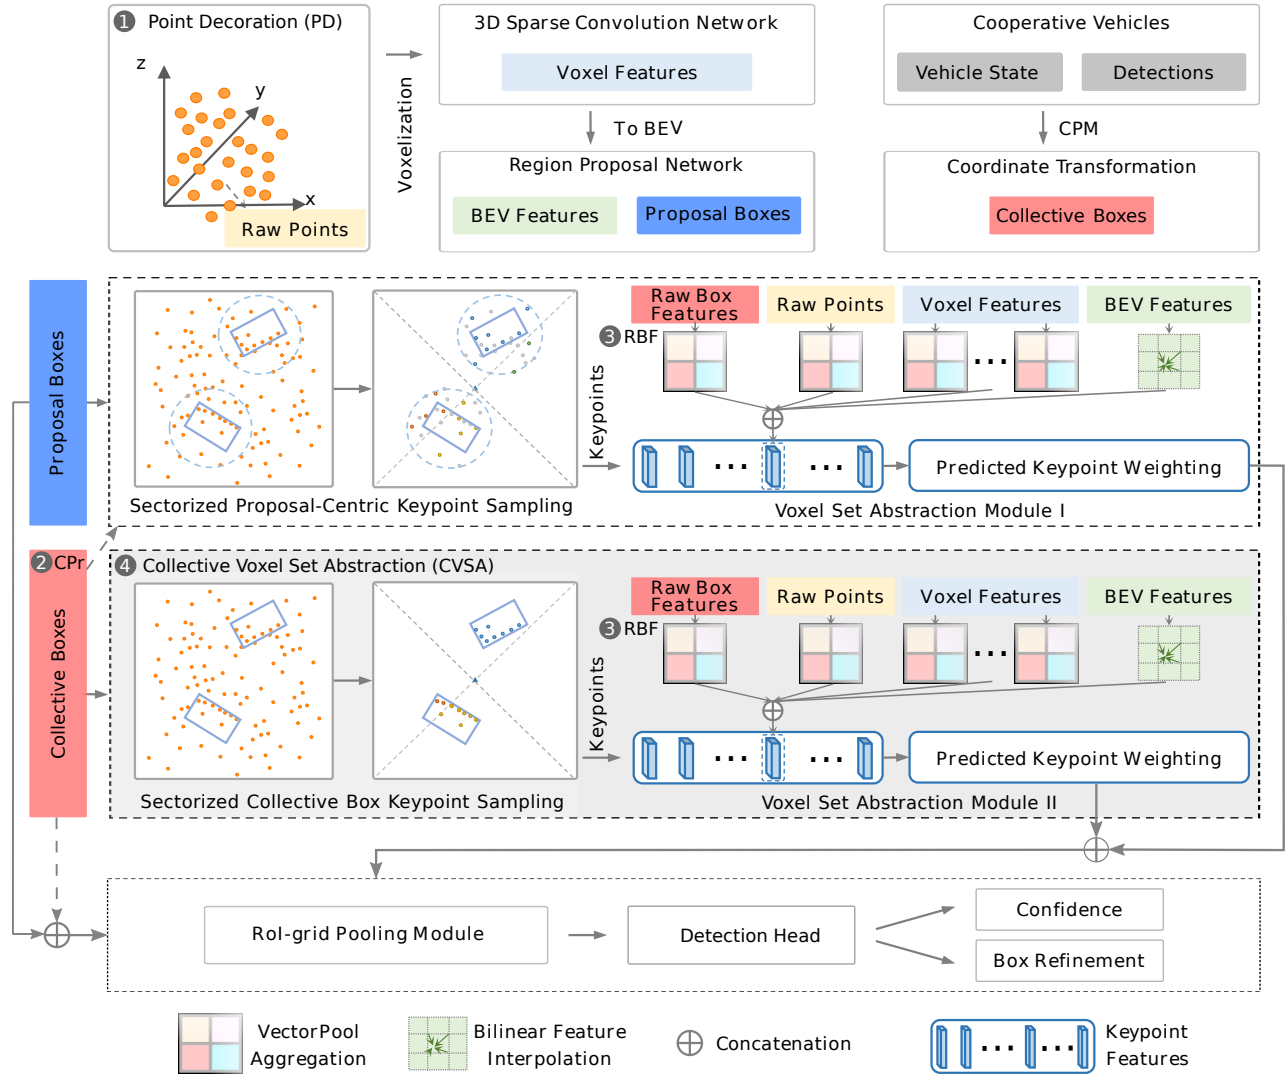 1 Point Decoration (PD)
z
y
x
Raw Points
Voxelization
3D Sparse Convolution Network
Voxel Features
To BEV
Region Proposal Network
BEV Features
Proposal Boxes
Cooperative Vehicles
Vehicle State
Detections
CPM
Coordinate Transformation
Collective Boxes
Proposal Boxes
Sectorized Proposal-Centric Keypoint Sampling
Keypoints
Raw Box
Features
Raw Points
Voxel Features
BEV Features
3 RBF
...
... ...
Predicted Keypoint Weighting
Voxel Set Abstraction Module I
2 CPr
Collective Boxes
4 Collective Voxel Set Abstraction (CVSA)
Sectorized Collective Box Keypoint Sampling
Keypoints
Raw Box
Features
Raw Points
Voxel Features
BEV Features
3 RBF
...
... ...
Predicted Keypoint Weighting
Voxel Set Abstraction Module II
RoI-grid Pooling Module
Detection Head
Confidence
Box Refinement
VectorPool
Aggregation
Bilinear Feature
Interpolation
Concatenation
... ...
Keypoint
Features